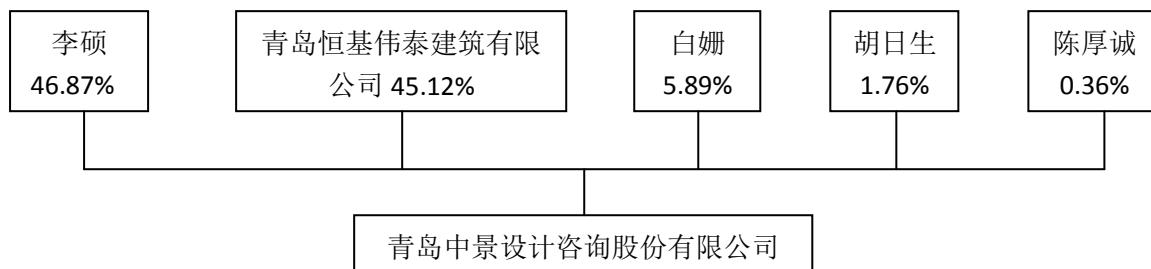 李硕
46.87%
青岛恒基伟泰建筑有限
公司 45.12%
白姗
5.89%
胡日生
1.76%
陈厚诚
0.36%
青岛中景设计咨询股份有限公司